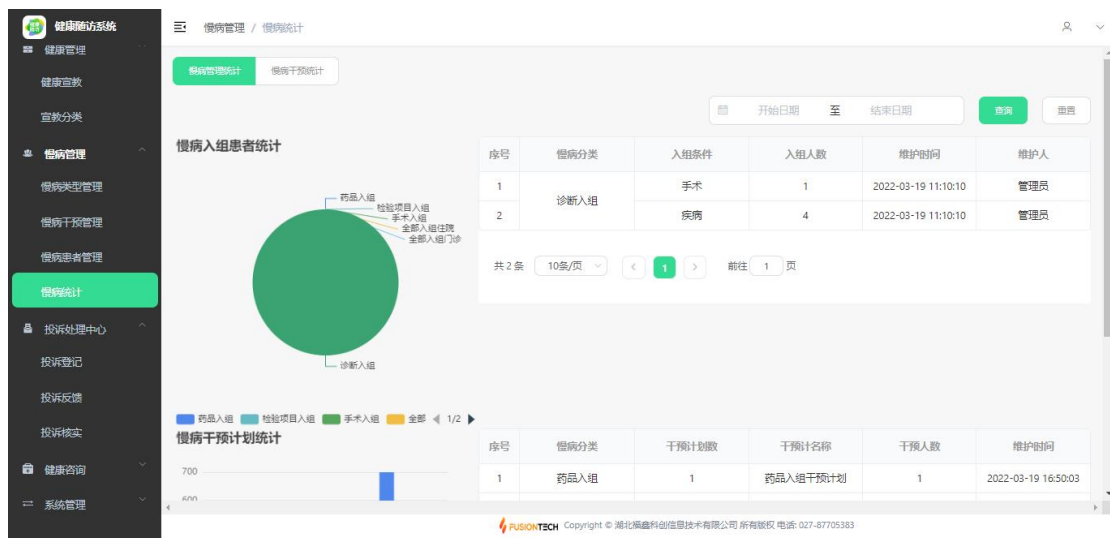 健康随访系统
慢病管理 / 慢病统计
健康管理
健康宣教
宣教分类
慢病管理
慢病类型管理
慢病干预管理
慢病患者管理
慢病统计
投诉处理中心
投诉登记
投诉反馈
投诉核实
健康咨询
系统管理
慢病管理统计 慢病干预统计
开始日期 至 结束日期 查询 重置
慢病入组患者统计
药品入组
检验项目入组
手术入组
全部入组住院
全部入组门诊
诊断入组
药品入组 检验项目入组 手术入组 全部 1/2
序号 慢病分类 入组条件 入组人数 维护时间 维护人
1 诊断入组 手术 1 2022-03-19 11:10:10 管理员
2 疾病 4 2022-03-19 11:10:10 管理员
共 2 条 10条/页 1 前往 1 页
慢病干预计划统计
700
600
序号 慢病分类 干预计划数 干预计名称 干预人数 维护时间
1 药品入组 1 药品入组干预计划 1 2022-03-19 16:50:03
FUSIONTECH Copyright © 湖北福鑫科创信息技术有限公司 所有版权 电话: 027-87705383